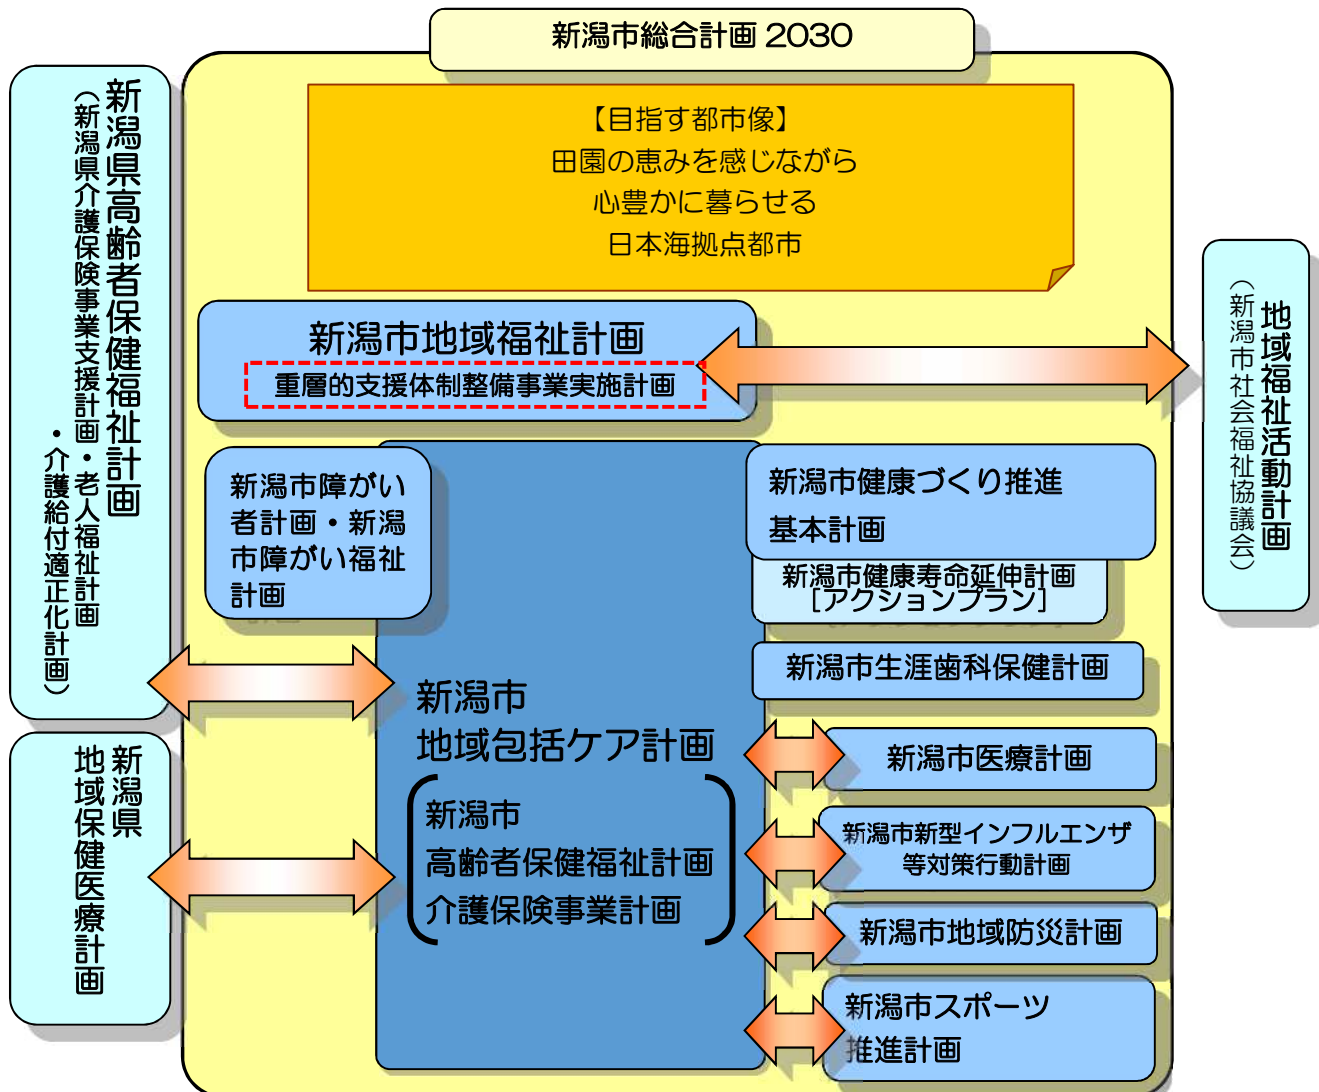 新潟市総合計画 2030
【目指す都市像】
田園の恵みを感じながら
心豊かに暮らせる
日本海拠点都市
新潟県高齢者保健福祉計画
（新潟県介護保険事業支援計画・老人福祉計画
・介護給付適正化計画）
新潟県
地域保健医療計画
新潟市地域福祉計画
重層的支援体制整備事業実施計画
地域福祉活動計画
（新潟市社会福祉協議会）
新潟市障がい
者計画・新潟
市障がい福祉
計画
新潟市
地域包括ケア計画
新潟市
高齢者保健福祉計画
介護保険事業計画
新潟市健康づくり推進
基本計画
新潟市健康寿命延伸計画
［アクションプラン］
新潟市生涯歯科保健計画
新潟市医療計画
新潟市新型インフルエンザ
等対策行動計画
新潟市地域防災計画
新潟市スポーツ
推進計画